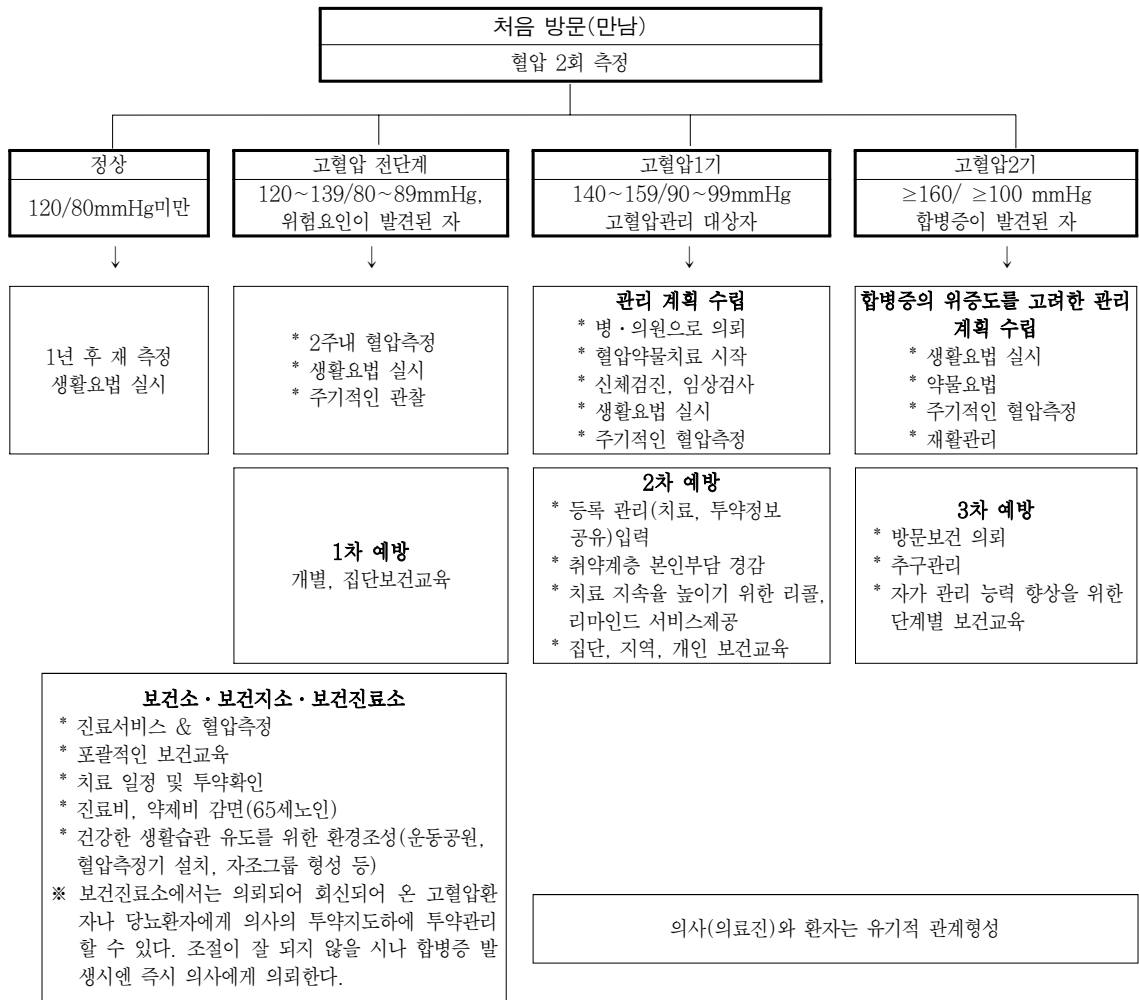 처음 방문(만남)
혈압 2회 측정
정상
120/80mmHg미만
고혈압 전단계
120~139/80~89mmHg,
위험요인이 발견된 자
고혈압1기
140~159/90~99mmHg
고혈압관리 대상자
고혈압2기
≥160/ ≥100 mmHg
합병증이 발견된 자
↓
↓
↓
↓
1년 후 재 측정
생활요법 실시
* 2주내 혈압측정
* 생활요법 실시
* 주기적인 관찰
관리 계획 수립
* 병·의원으로 의뢰
* 혈압약물치료 시작
* 신체검진, 임상검사
* 생활요법 실시
* 주기적인 혈압측정
합병증의 위중도를 고려한 관리
계획 수립
* 생활요법 실시
* 약물요법
* 주기적인 혈압측정
* 재활관리
1차 예방
개별, 집단보건교육
2차 예방
* 등록 관리(치료, 투약정보
공유)입력
* 취약계층 본인부담 경감
* 치료 지속율 높이기 위한 리콜,
리마인드 서비스제공
* 집단, 지역, 개인 보건교육
3차 예방
* 방문보건 의뢰
* 추구관리
* 자가 관리 능력 향상을 위한
단계별 보건교육
보건소·보건지소·보건진료소
* 진료서비스 & 혈압측정
* 포괄적인 보건교육
* 치료 일정 및 투약확인
* 진료비, 약제비 감면(65세노인)
* 건강한 생활습관 유도를 위한 환경조성(운동공원,
혈압측정기 설치, 자조그룹 형성 등)
※ 보건진료소에서는 의뢰되어 회신되어 온 고혈압환
자나 당뇨환자에게 의사의 투약지도하에 투약관리
할 수 있다. 조절이 잘 되지 않을 시나 합병증 발
생시엔 즉시 의사에게 의뢰한다.
의사(의료진)와 환자는 유기적 관계형성